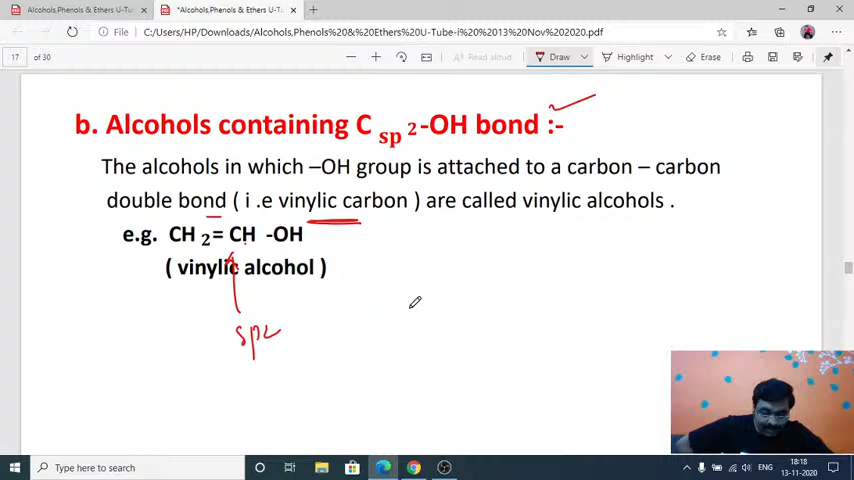 Alcohols,Phenols & Ethers U-Tub
*Alcohols,Phenols & Ethers U-Tub
File
C:/Users/HP/Downloads/Alcohols,Phenols%20&%20Ethers%20U-Tube-i%2013%20Nov%202020.pdf
17 of 30
Read aloud
Draw
Highlight
Erase
b. Alcohols containing C sp 2-OH bond :-
The alcohols in which –OH group is attached to a carbon – carbon
double bond ( i .e vinylic carbon ) are called vinylic alcohols .
e.g. CH 2= CH -OH
( vinylic alcohol )
sp2
Type here to search
ENG
18:18
13-11-2020